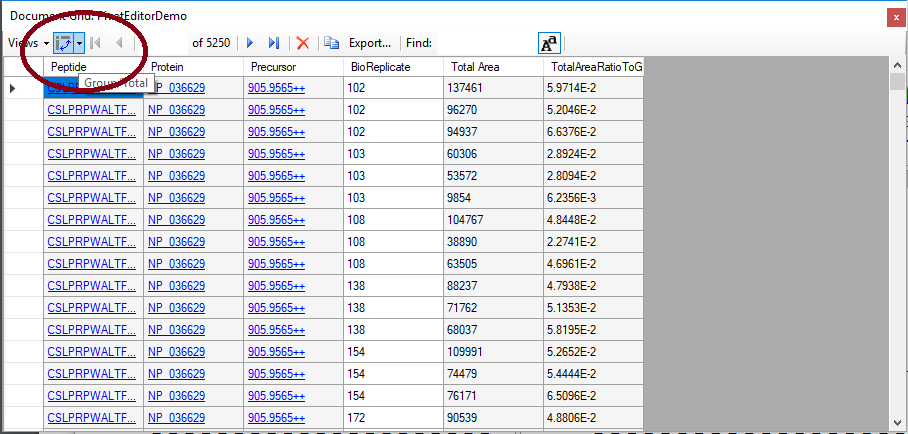 Document Grid: PivotEditorDemo
Views of 5250 Export... Find: Aa
Peptide Protein Precursor BioReplicate Total Area TotalAreaRatioToG
Group/Total
NP_036629 905.9565++ 102 137461 5.9714E-2
CSLPRPWALTF... NP_036629 905.9565++ 102 96270 5.2046E-2
CSLPRPWALTF... NP_036629 905.9565++ 102 94937 6.6376E-2
CSLPRPWALTF... NP_036629 905.9565++ 103 60306 2.8924E-2
CSLPRPWALTF... NP_036629 905.9565++ 103 53572 2.8094E-2
CSLPRPWALTF... NP_036629 905.9565++ 103 9854 6.2356E-3
CSLPRPWALTF... NP_036629 905.9565++ 108 104767 4.8448E-2
CSLPRPWALTF... NP_036629 905.9565++ 108 38890 2.2741E-2
CSLPRPWALTF... NP_036629 905.9565++ 108 63505 4.6961E-2
CSLPRPWALTF... NP_036629 905.9565++ 138 88237 4.7938E-2
CSLPRPWALTF... NP_036629 905.9565++ 138 71762 5.1353E-2
CSLPRPWALTF... NP_036629 905.9565++ 138 68037 5.8195E-2
CSLPRPWALTF... NP_036629 905.9565++ 154 109991 5.2652E-2
CSLPRPWALTF... NP_036629 905.9565++ 154 74479 5.4444E-2
CSLPRPWALTF... NP_036629 905.9565++ 154 76171 6.5096E-2
CSLPRPWALTF... NP_036629 905.9565++ 172 90539 4.8806E-2